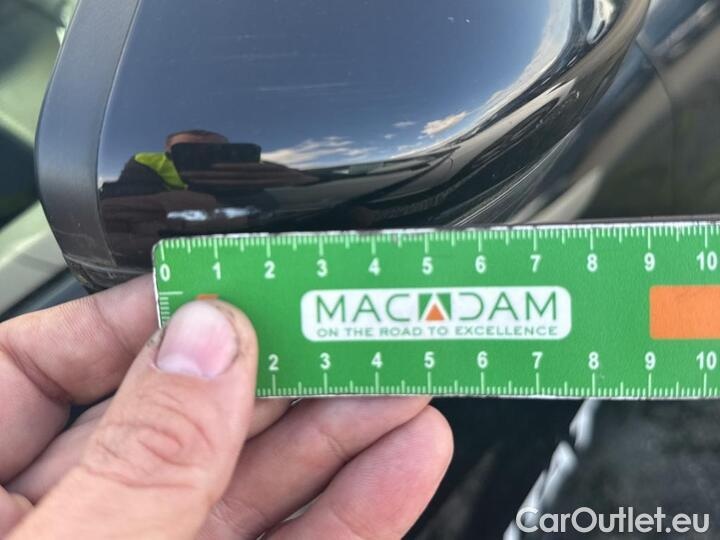 0 1 2 3 4 5 6 7 8 9 10
MACADAM
ON THE ROAD TO EXCELLENCE
2 3 4 5 6 7 8 9 10
CarOutlet.eu